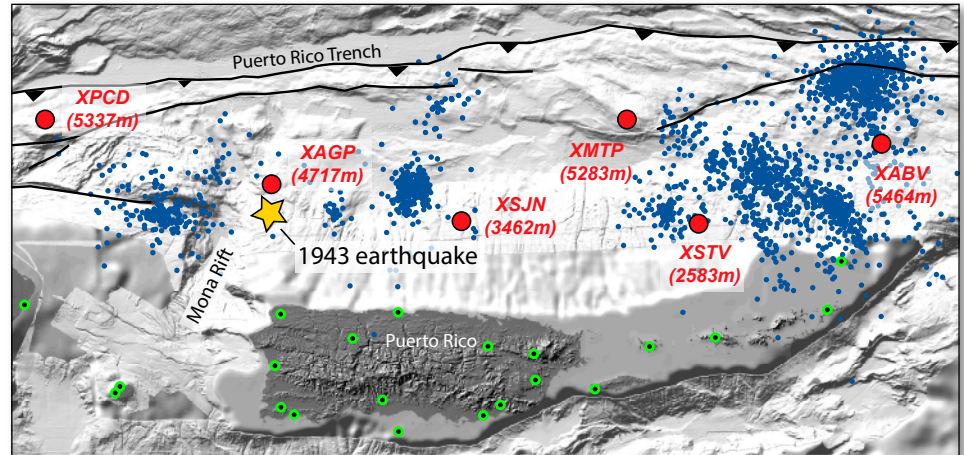 Puerto Rico Trench
XPCD
(5337m)
XAGP
(4717m)
XMTP
(5283m)
XABV
(5464m)
XSJN
(3462m)
XSTV
(2583m)
1943 earthquake
Mona Rift
Puerto Rico